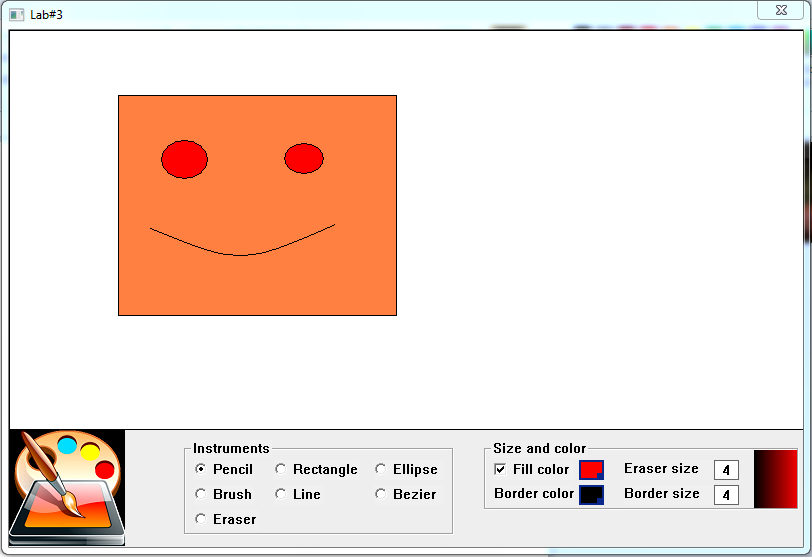 Lab#3
Instruments
Pencil Rectangle Ellipse
Brush Line Bezier
Eraser
Size and color
Fill color Eraser size 4
Border color Border size 4